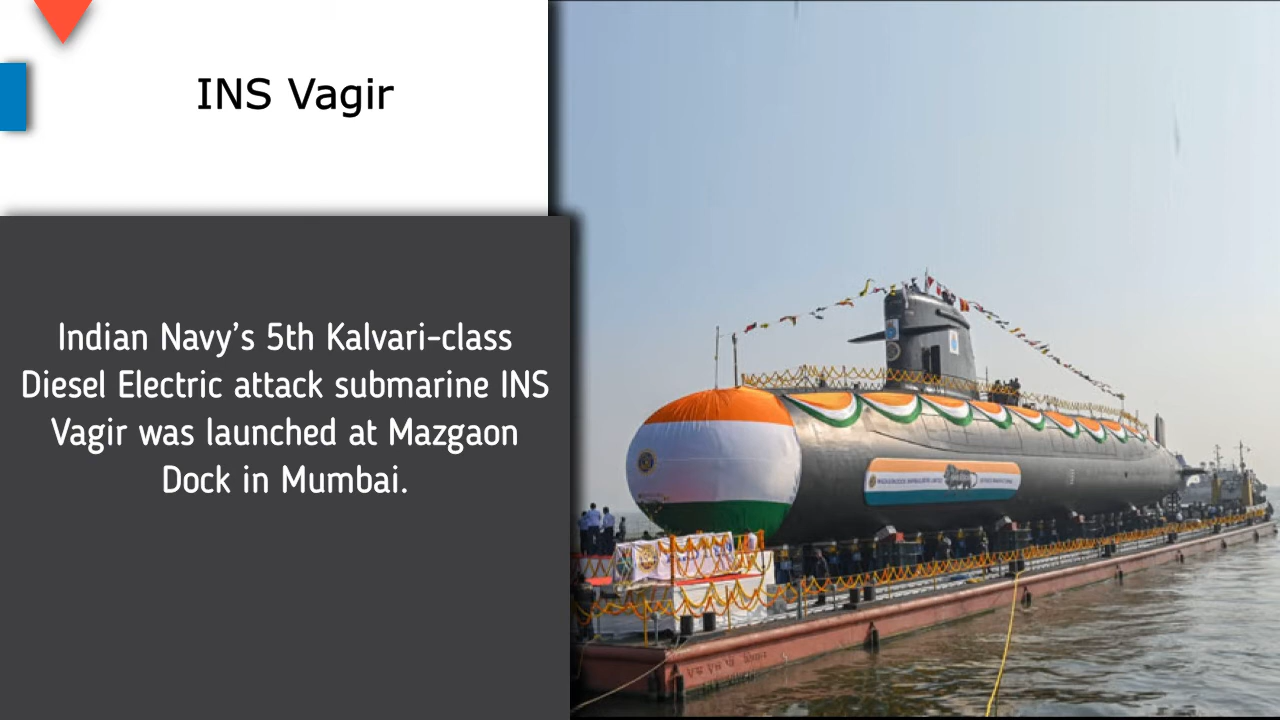 INS Vagir
Indian Navy’s 5th Kalvari-class
Diesel Electric attack submarine INS
Vagir was launched at Mazgaon
Dock in Mumbai.